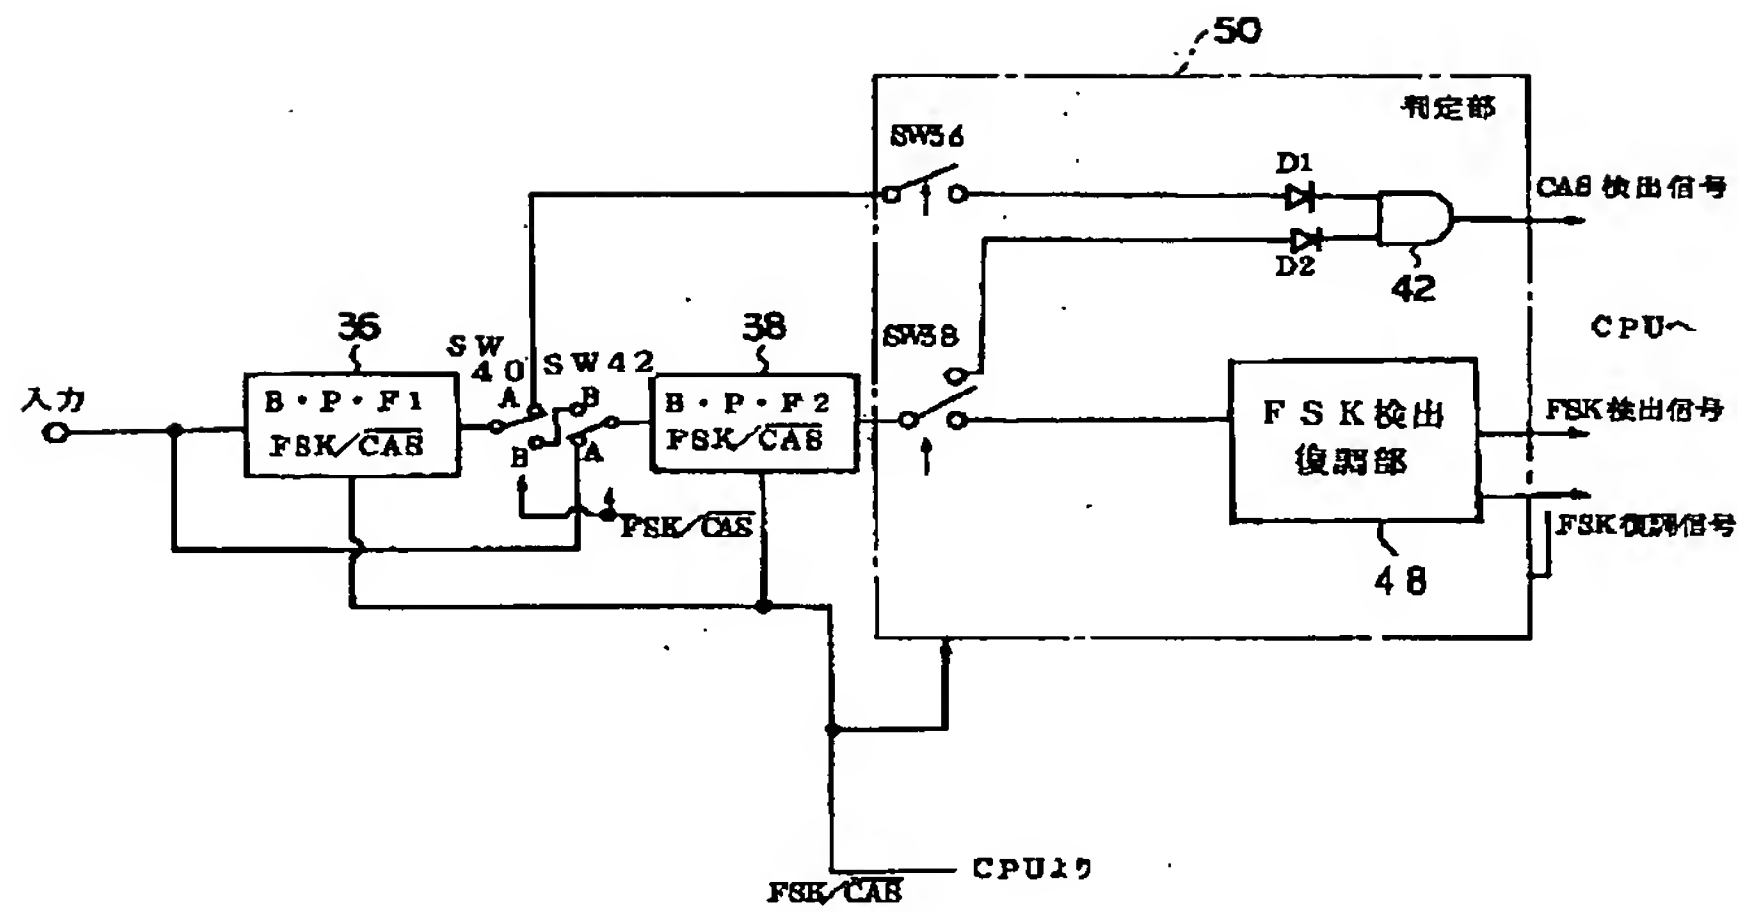 50
判定部
SW36
D1
CAS検出信号
D2
42
CPUへ
36
38
SW38
SW
40
SW42
入力
B・P・F1
FSK/CAS
A
B
B
A
B・P・F2
FSK/CAS
FSK検出
復調部
FSK検出信号
FSK/CAS
FSK復調信号
48
CPUより
FSK/CAS